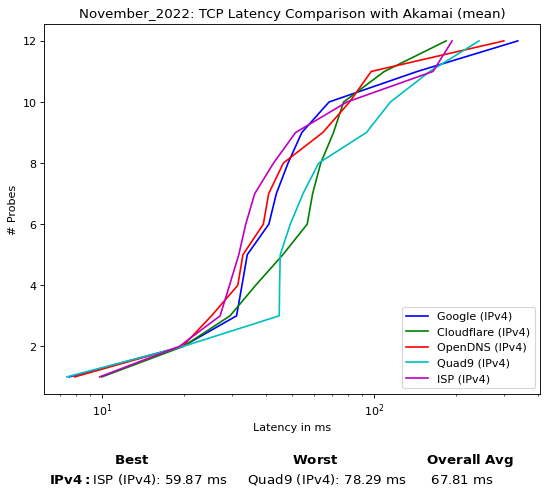 November_2022: TCP Latency Comparison with Akamai (mean)
12
10
8
6
4
2
# Probes
10¹
10²
Latency in ms
Google (IPv4)
Cloudflare (IPv4)
OpenDNS (IPv4)
Quad9 (IPv4)
ISP (IPv4)
Best Worst Overall Avg
IPv4: ISP (IPv4): 59.87 ms Quad9 (IPv4): 78.29 ms 67.81 ms